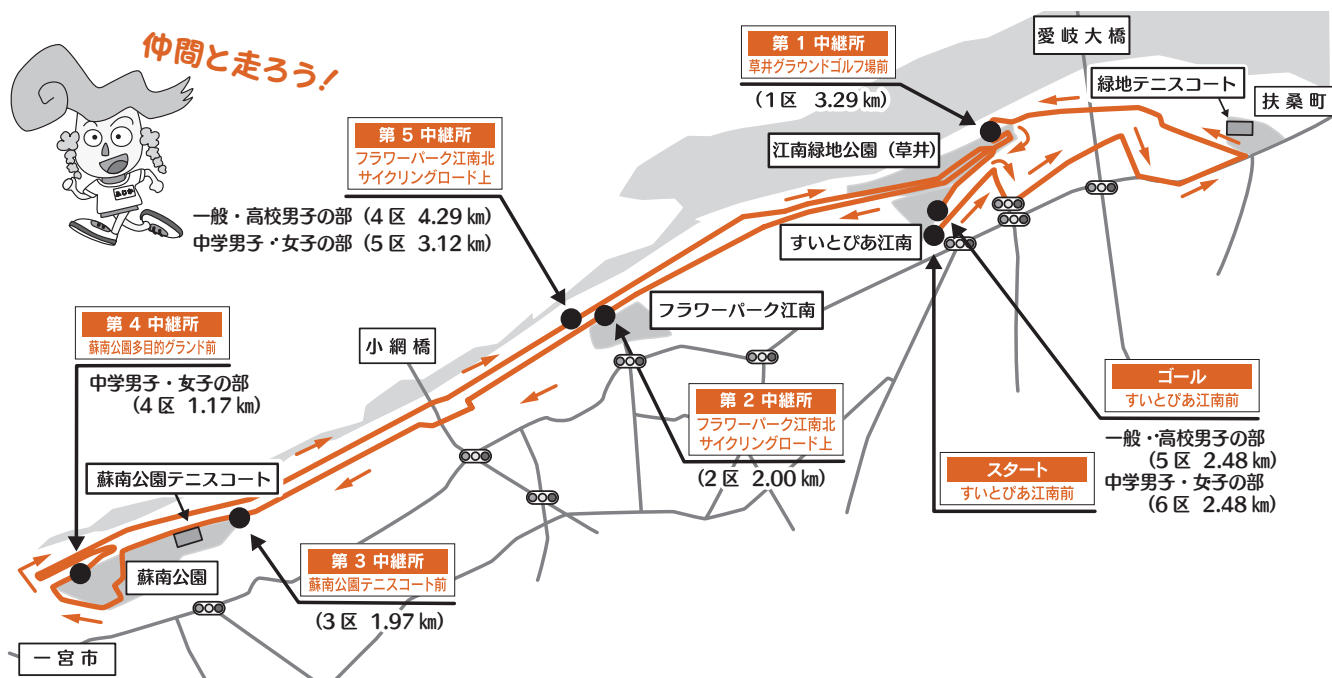 仲間と走ろう!
第1中継所
草井グラウンドゴルフ場前
(1区 3.29㎞)
愛岐大橋
緑地テニスコート
扶桑町
第5中継所
フラワーパーク江南北
サイクリングロード上
一般・高校男子の部(4区 4.29㎞)
中学男子・女子の部(5区 3.12㎞)
江南緑地公園(草井)
すいとぴあ江南
フラワーパーク江南
第4中継所
蘇南公園多目的グランド前
中学男子・女子の部
(4区 1.17㎞)
小網橋
第2中継所
フラワーパーク江南北
サイクリングロード上
(2区 2.00㎞)
ゴール
すいとぴあ江南前
一般・高校男子の部
(5区 2.48㎞)
中学男子・女子の部
(6区 2.48㎞)
スタート
すいとぴあ江南前
蘇南公園テニスコート
第3中継所
蘇南公園テニスコート前
(3区 1.97㎞)
蘇南公園
一宮市